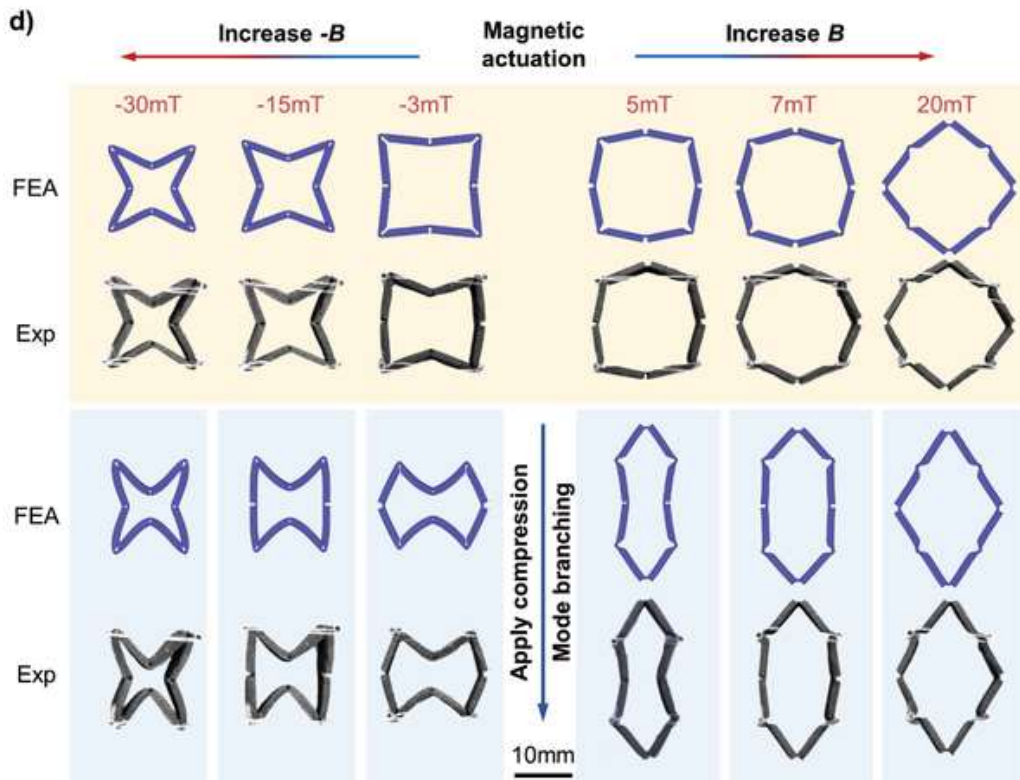 d)
Increase -B
Magnetic
actuation
Increase B
-30mT
-15mT
-3mT
5mT
7mT
20mT
FEA
Exp
FEA
Exp
Apply compression
Mode branching
10mm